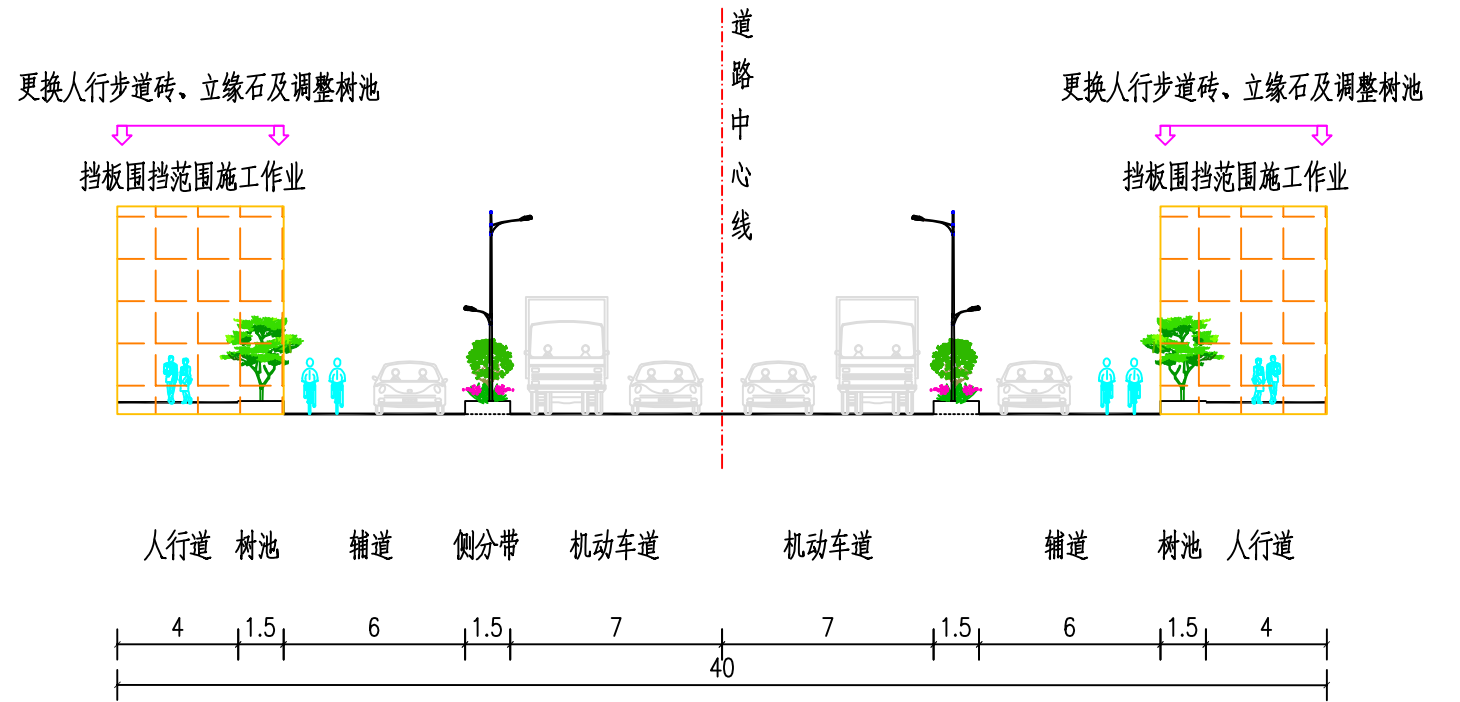 道路中心线
更换人行步道砖、立缘石及调整树池
更换人行步道砖、立缘石及调整树池
挡板围挡范围施工作业
挡板围挡范围施工作业
人行道 树池 辅道 侧分带 机动车道 机动车道 辅道 树池 人行道
4 1.5 6 1.5 7 7 1.5 6 1.5 4
40